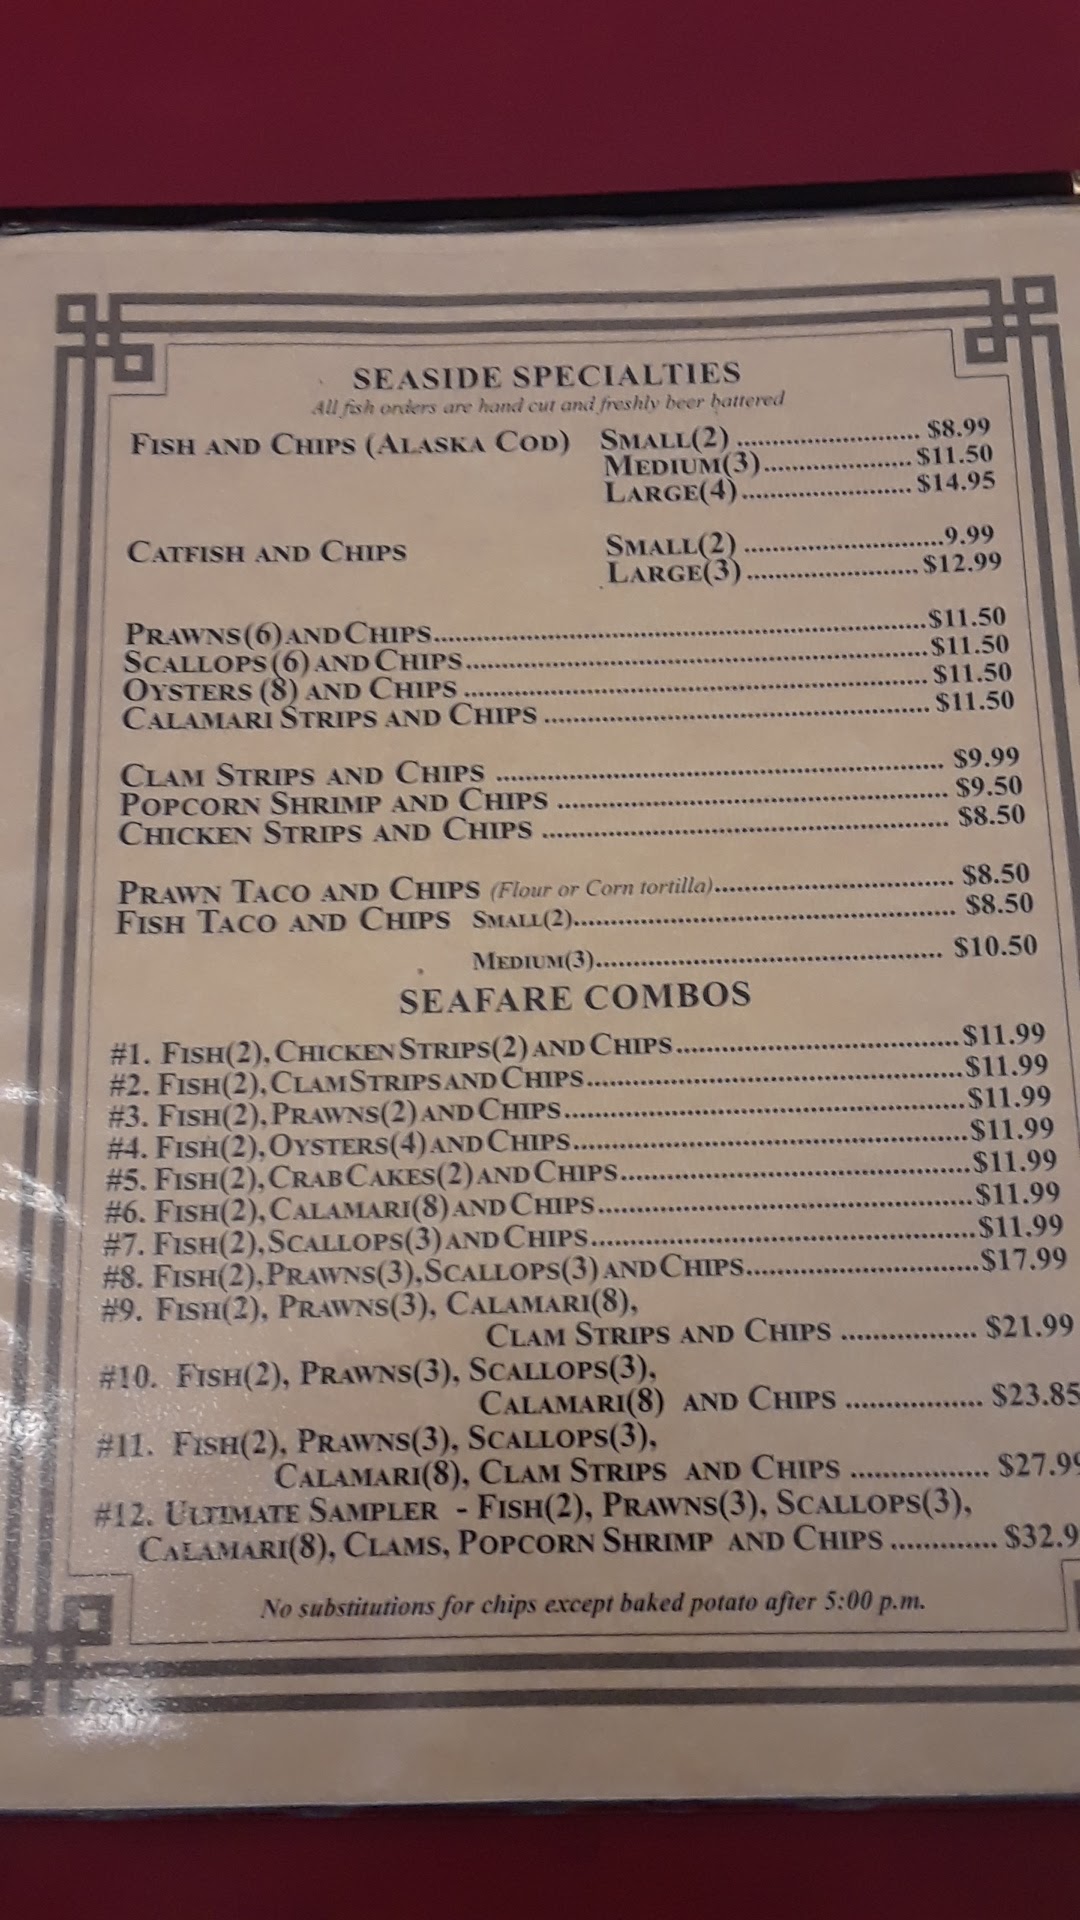 SEASIDE SPECIALTIES
All fish orders are hand cut and freshly beer battered
FISH AND CHIPS (ALASKA COD) SMALL(2) ............................ $8.99
MEDIUM(3)...................... $11.50
LARGE(4)......................... $14.95
CATFISH AND CHIPS SMALL(2) ..............................9.99
LARGE(3)......................... $12.99
PRAWNS(6) AND CHIPS......................................................................$11.50
SCALLOPS (6) AND CHIPS.................................................................. $11.50
OYSTERS (8) AND CHIPS .................................................................. $11.50
CALAMARI STRIPS AND CHIPS ....................................................... $11.50
CLAM STRIPS AND CHIPS ................................................................ $9.99
POPCORN SHRIMP AND CHIPS ........................................................ $9.50
CHICKEN STRIPS AND CHIPS .......................................................... $8.50
PRAWN TACO AND CHIPS (Flour or Corn tortilla)................................. $8.50
FISH TACO AND CHIPS SMALL(2)..................................................... $8.50
MEDIUM(3)................................................. $10.50
SEAFARE COMBOS
#1. FISH(2), CHICKEN STRIPS(2) AND CHIPS........................................$11.99
#2. FISH(2), CLAM STRIPS AND CHIPS.....................................................$11.99
#3. FISH(2), PRAWNS(2) AND CHIPS........................................................$11.99
#4. FISH(2), OYSTERS(4) AND CHIPS.......................................................$11.99
#5. FISH(2), CRAB CAKES(2) AND CHIPS.................................................$11.99
#6. FISH(2), CALAMARI(8) AND CHIPS....................................................$11.99
#7. FISH(2), SCALLOPS(3) AND CHIPS.....................................................$11.99
#8. FISH(2), PRAWNS(3), SCALLOPS(3) AND CHIPS................................$17.99
#9. FISH(2), PRAWNS(3), CALAMARI(8),
CLAM STRIPS AND CHIPS ................. $21.99
#10. FISH(2), PRAWNS(3), SCALLOPS(3),
CALAMARI(8) AND CHIPS ................. $23.85
#11. FISH(2), PRAWNS(3), SCALLOPS(3),
CALAMARI(8), CLAM STRIPS AND CHIPS ................. $27.99
#12. ULTIMATE SAMPLER - FISH(2), PRAWNS(3), SCALLOPS(3),
CALAMARI(8), CLAMS, POPCORN SHRIMP AND CHIPS ............. $32.9
No substitutions for chips except baked potato after 5:00 p.m.